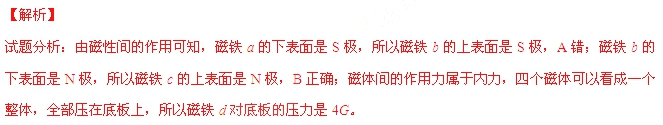 【解析】
试题分析：由磁性间的作用可知，磁铁 a 的下表面是 S 极，所以磁铁 b 的上表面是 S 极，A 错；磁铁 b 的
下表面是 N 极，所以磁铁 c 的上表面是 N 极，B 正确；磁体间的作用力属于内力，四个磁体可以看成一个
整体，全部压在底板上，所以磁铁 d 对底板的压力是 4G。